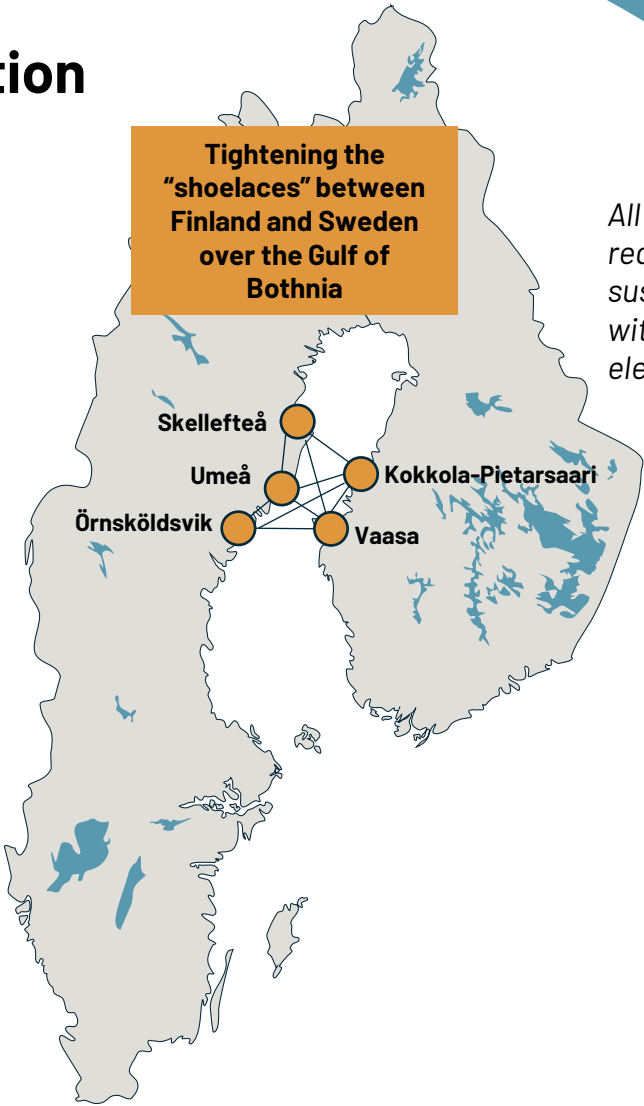 tion
Tightening the
“shoelaces” between
Finland and Sweden
over the Gulf of
Bothnia
All
sus
wit
ele
Skellefteå
Umeå
Kokkola-Pietarsaari
Örnsköldsvik
Vaasa